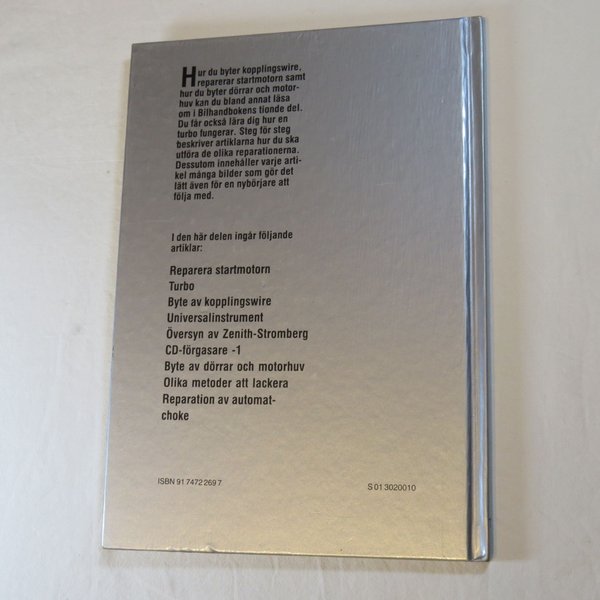 Hur du byter kopplingswire,
reparerar startmotorn samt
hur du byter dörrar och motor-
huv kan du bland annat läsa
om i Bilhandbokens tionde del.
Du får också lära dig hur en
turbo fungerar. Steg för steg
beskriver artiklarna hur du ska
utföra de olika reparationerna.
Dessutom innehåller varje arti-
kel många bilder som gör det
lätt även för en nybörjare att
följa med.
I den här delen ingår följande
artiklar:
Reparera startmotorn
Turbo
Byte av kopplingswire
Universalinstrument
Översyn av Zenith-Stromberg
CD-förgasare -1
Byte av dörrar och motorhuv
Olika metoder att lackera
Reparation av automat-
choke
ISBN 91 7472 269 7
S 01 3020010